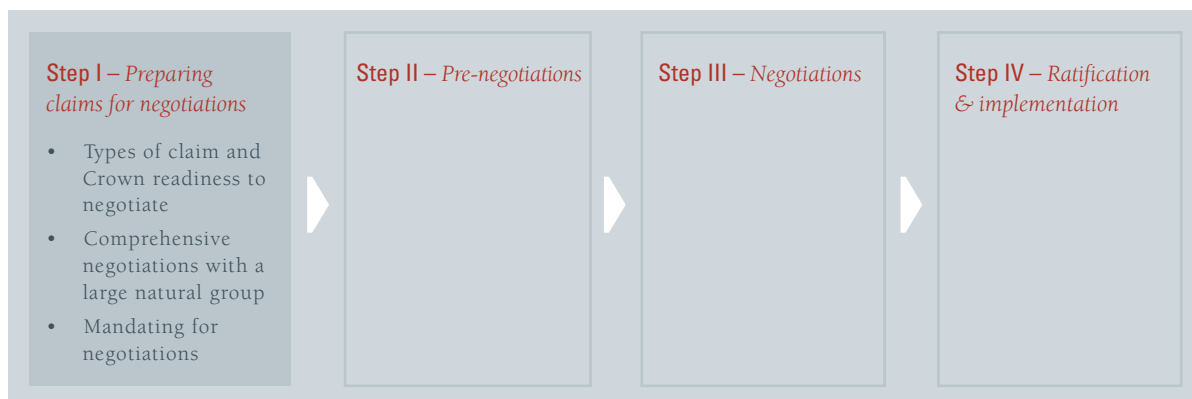 Step I – Preparing
claims for negotiations
• Types of claim and
Crown readiness to
negotiate
• Comprehensive
negotiations with a
large natural group
• Mandating for
negotiations
Step II – Pre-negotiations
Step III – Negotiations
Step IV – Ratification
& implementation